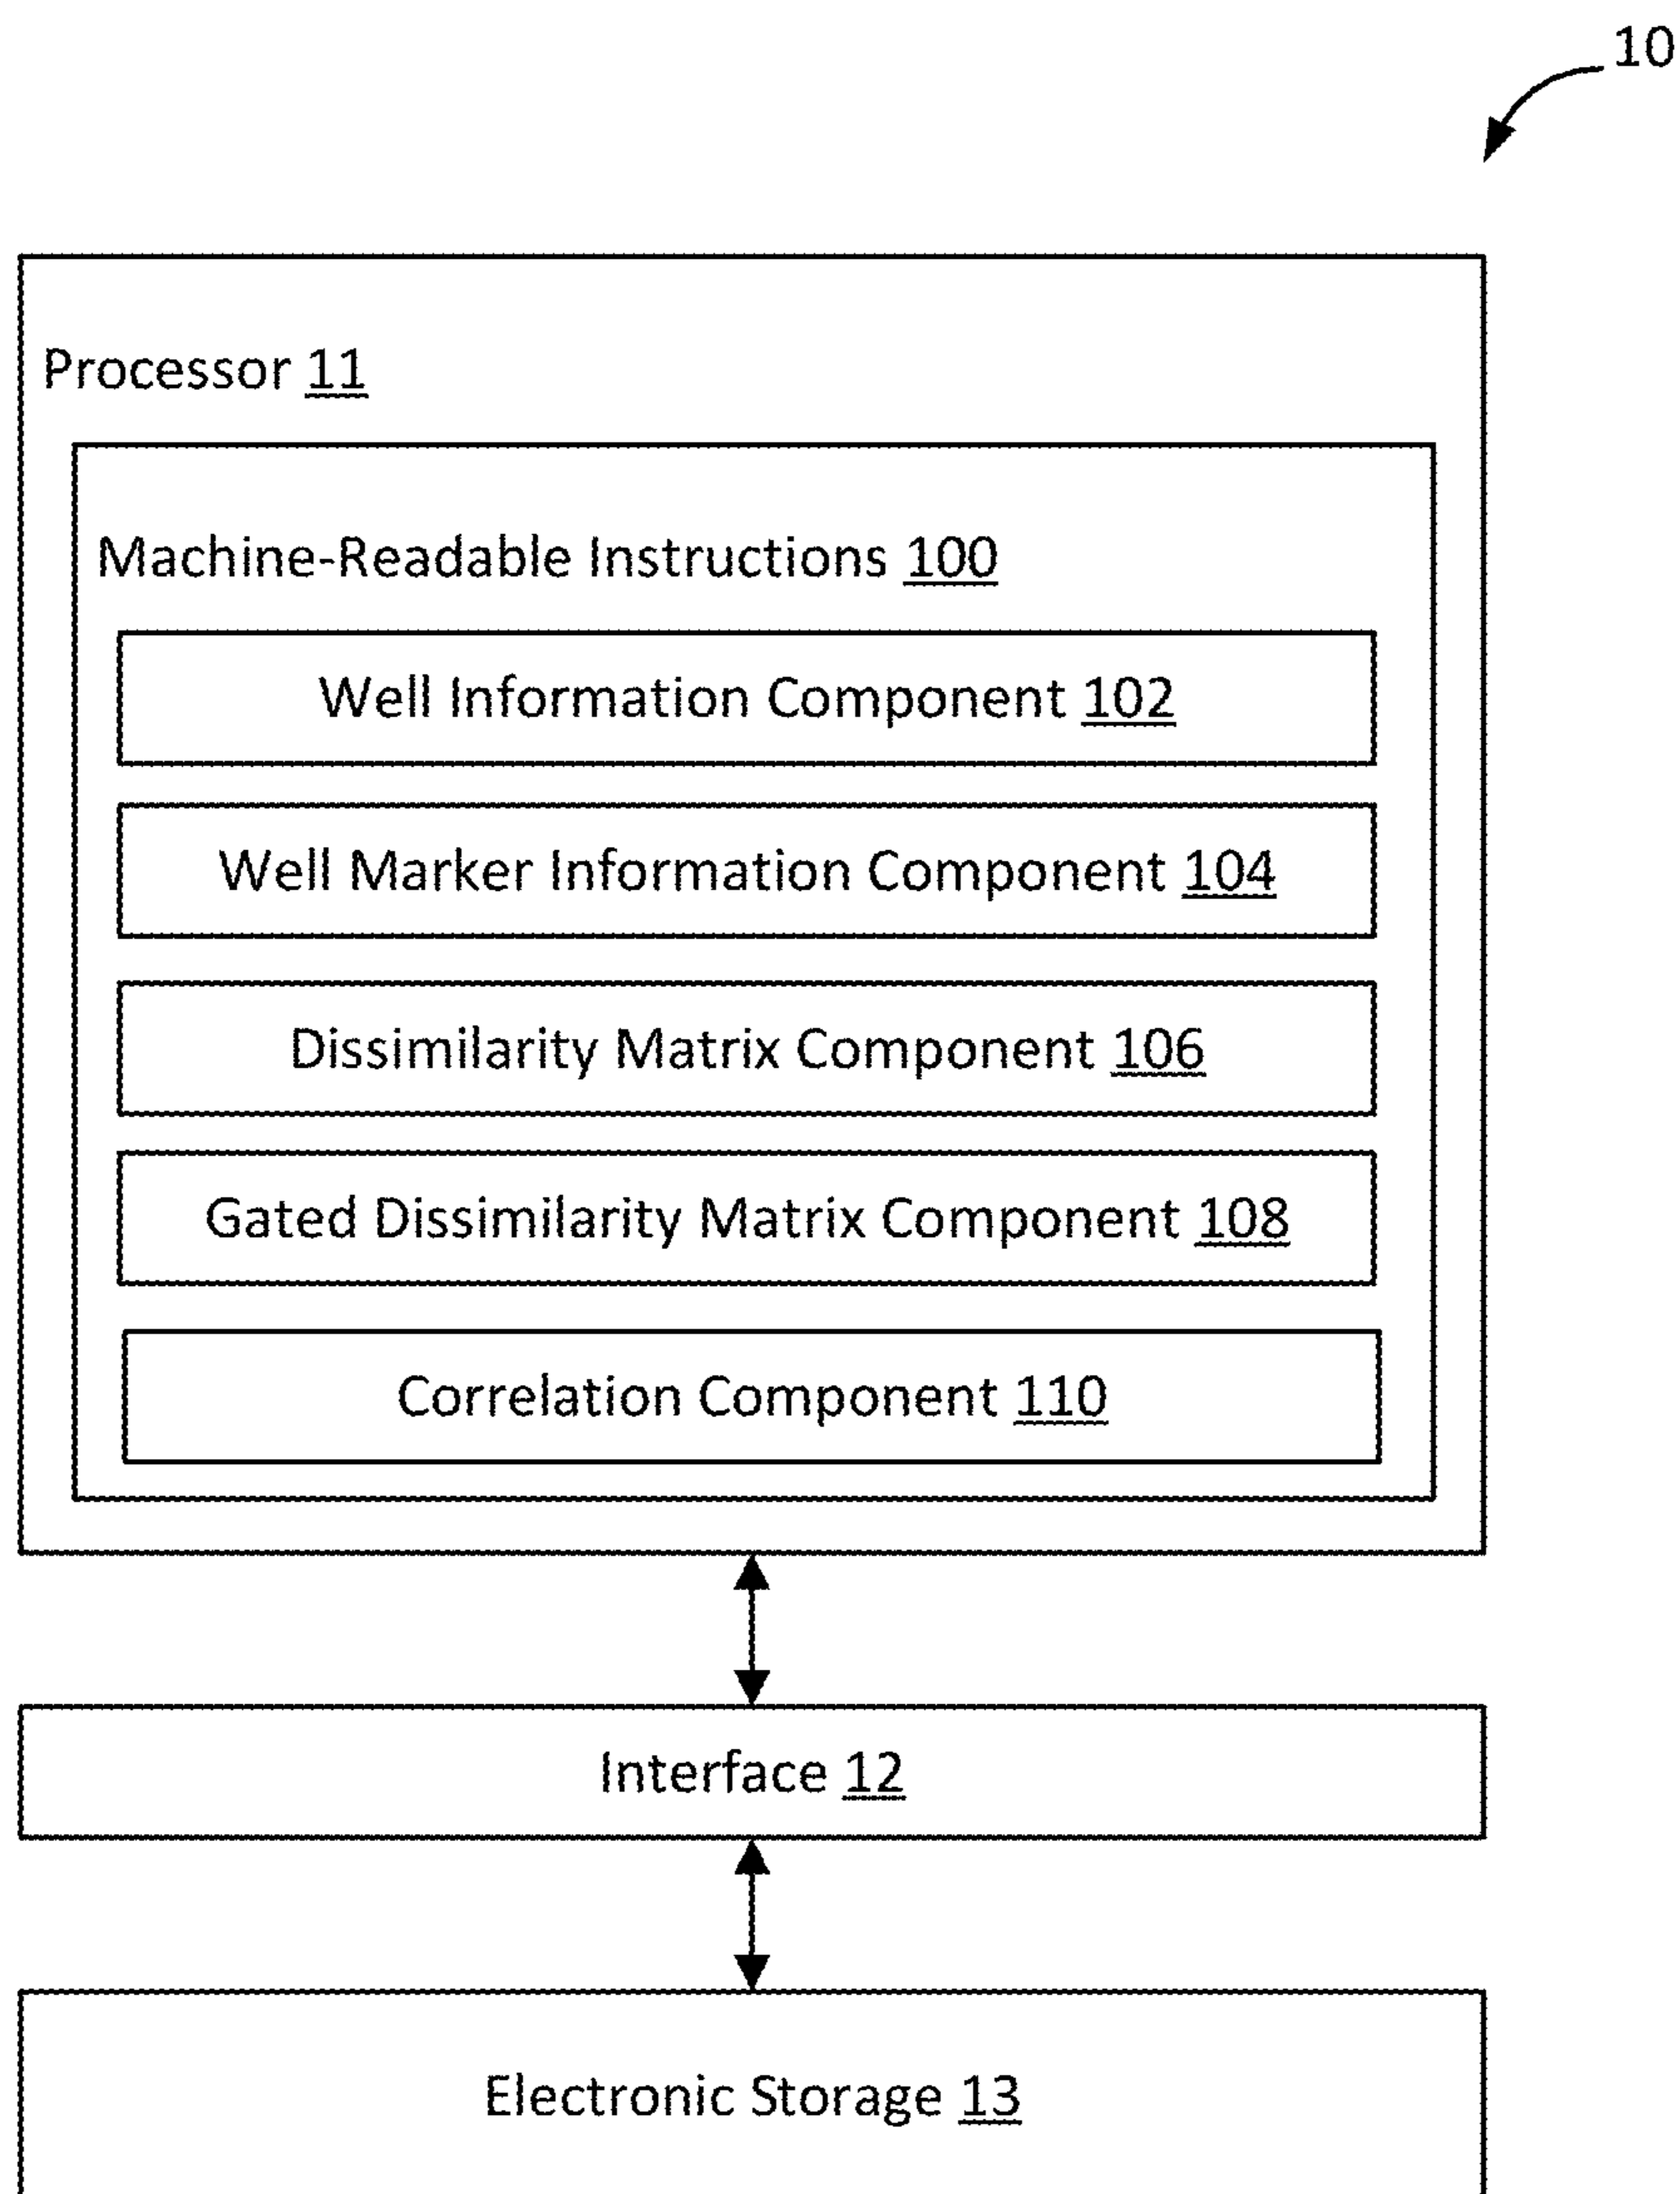 10
Processor 11
Machine-Readable Instructions 100
Well Information Component 102
Well Marker Information Component 104
Dissimilarity Matrix Component 106
Gated Dissimilarity Matrix Component 108
Correlation Component 110
Interface 12
Electronic Storage 13